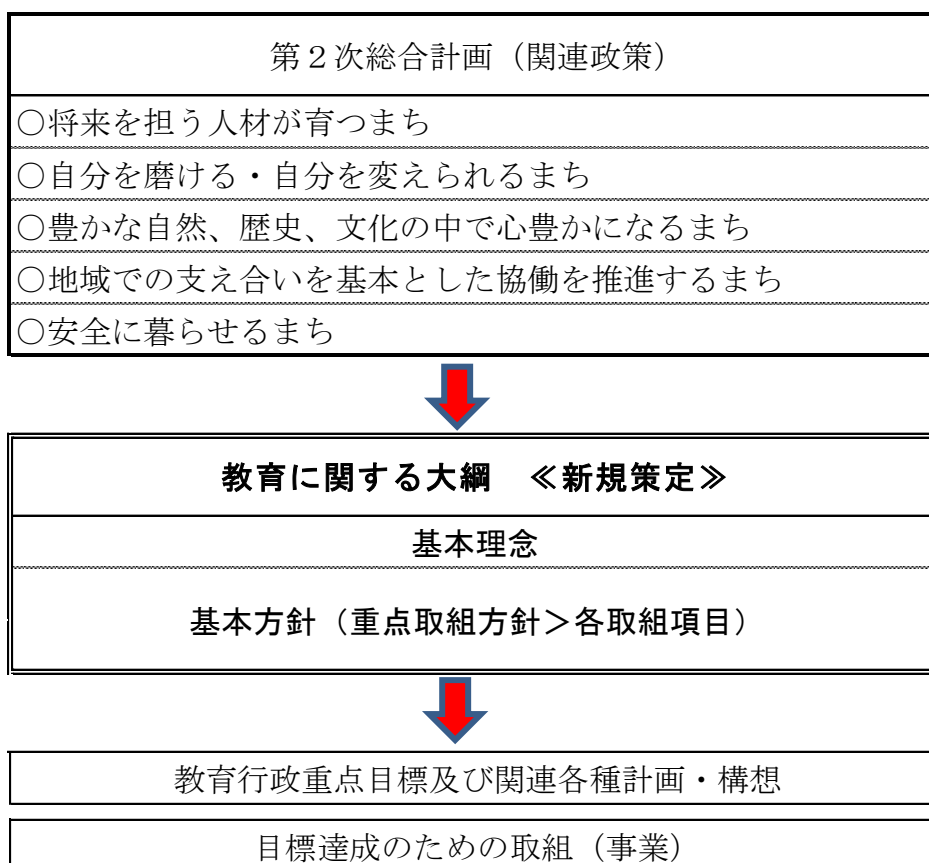 第２次総合計画（関連政策）
○将来を担う人材が育つまち
○自分を磨ける・自分を変えられるまち
○豊かな自然、歴史、文化の中で心豊かになるまち
○地域での支え合いを基本とした協働を推進するまち
○安全に暮らせるまち
教育に関する大綱　≪新規策定≫
基本理念
基本方針（重点取組方針＞各取組項目）
教育行政重点目標及び関連各種計画・構想
目標達成のための取組（事業）